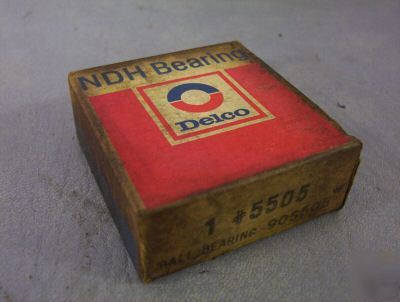 NDH Bearing
Delco
1 #5505
BALL BEARING 905505